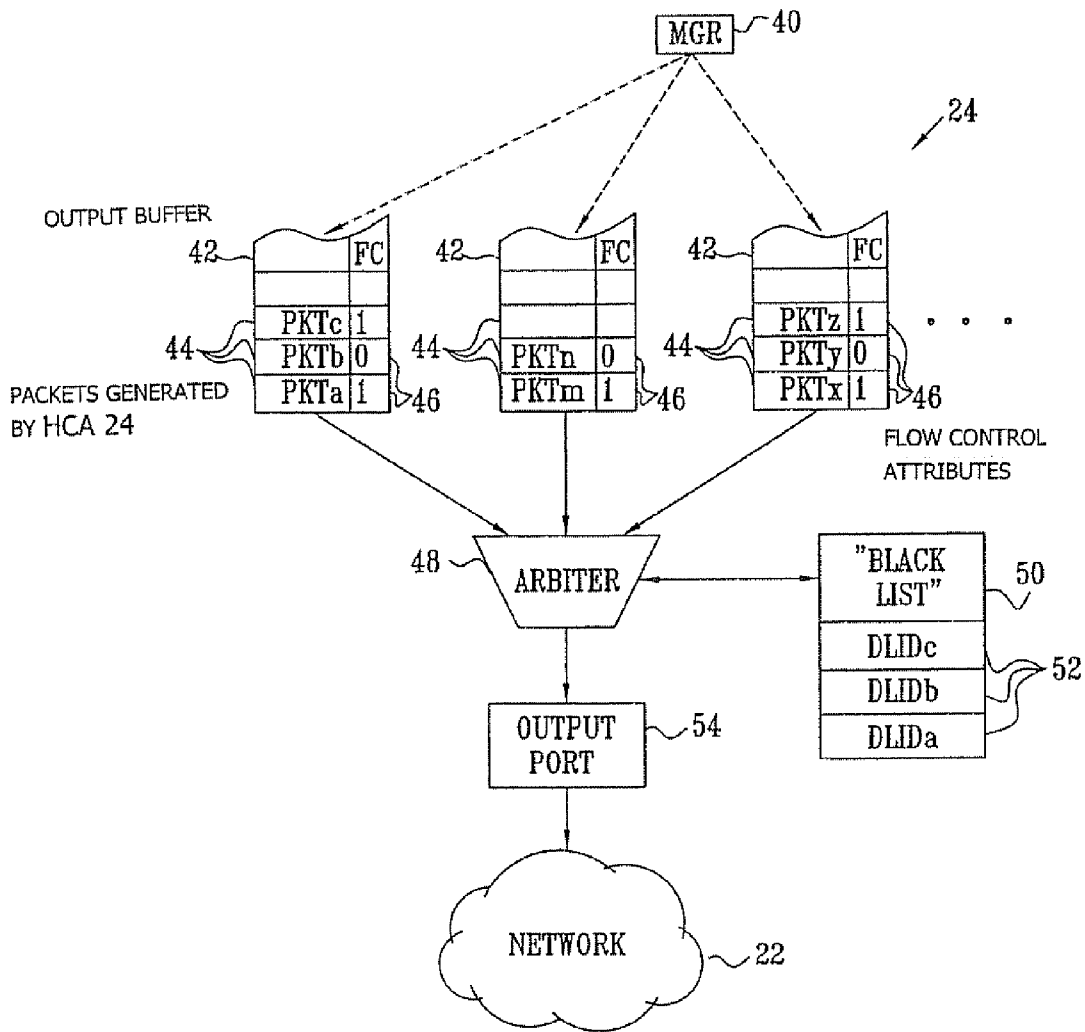 MGR 40
24
OUTPUT BUFFER
42 FC 42 FC 42 FC
PKTc 1 PKTz 1 . . .
44 PKTb 0 44 PKTn 0 44 PKTy 0
PKTa 1 46 PKTm 1 46 PKTx 1 46
PACKETS GENERATED
BY HCA 24
FLOW CONTROL
ATTRIBUTES
48 ARBITER
"BLACK
LIST" 50
DLIDc
DLIDb 52
DLIDa
OUTPUT
PORT 54
NETWORK
22